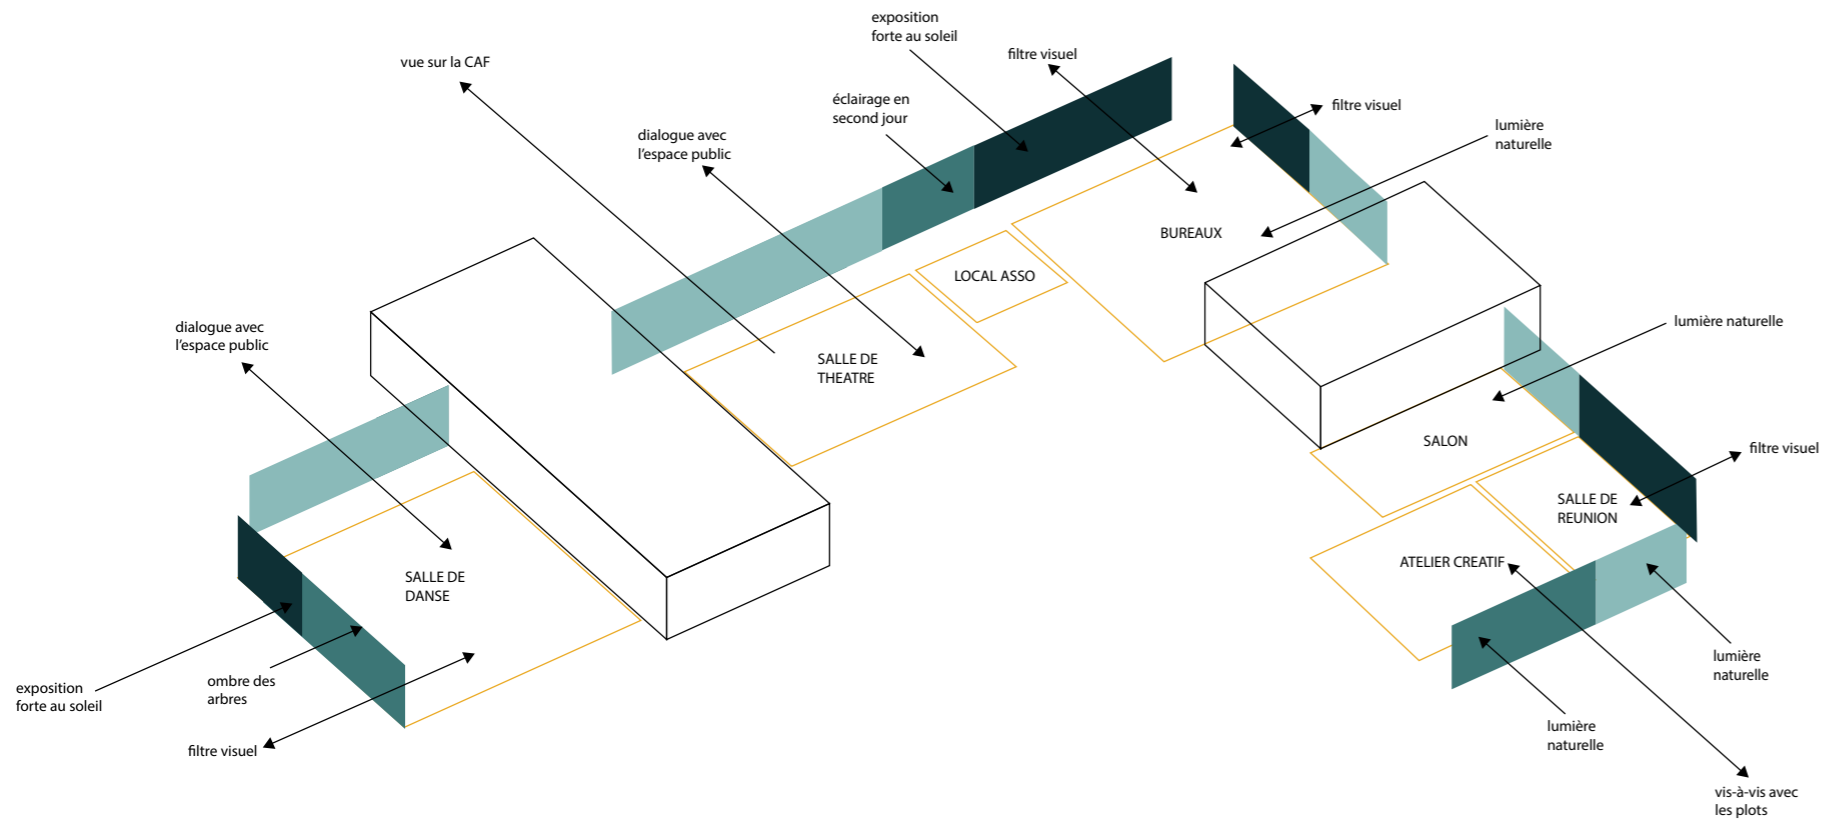 exposition
forte au soleil
filtre visuel
vue sur la CAF
éclairage en
second jour
filtre visuel
lumière
naturelle
dialogue avec
l'espace public
BUREAUX
LOCAL ASSO
dialogue avec
l'espace public
lumière naturelle
SALLE DE
THEATRE
SALON
filtre visuel
SALLE DE
REUNION
ATELIER CREATIF
SALLE DE
DANSE
exposition
forte au soleil
ombre des
arbres
filtre visuel
lumière
naturelle
lumière
naturelle
vis-à-vis avec
les plots